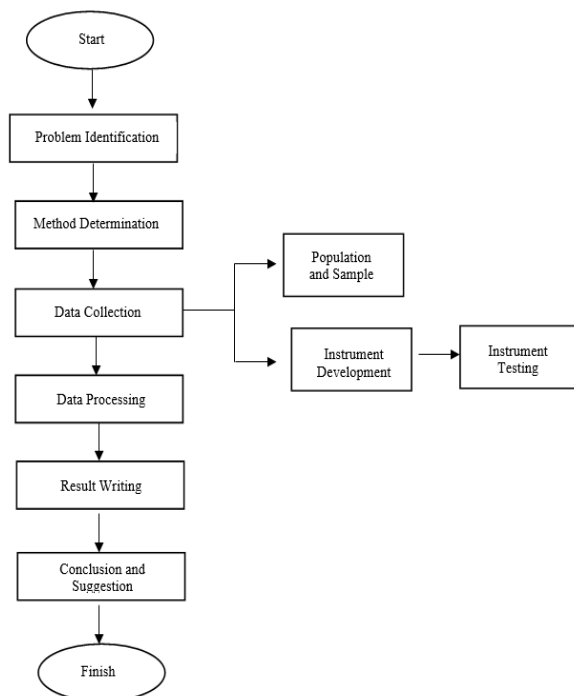 Start
Problem Identification
Method Determination
Population
and Sample
Data Collection
Instrument
Development
Instrument
Testing
Data Processing
Result Writing
Conclusion and
Suggestion
Finish